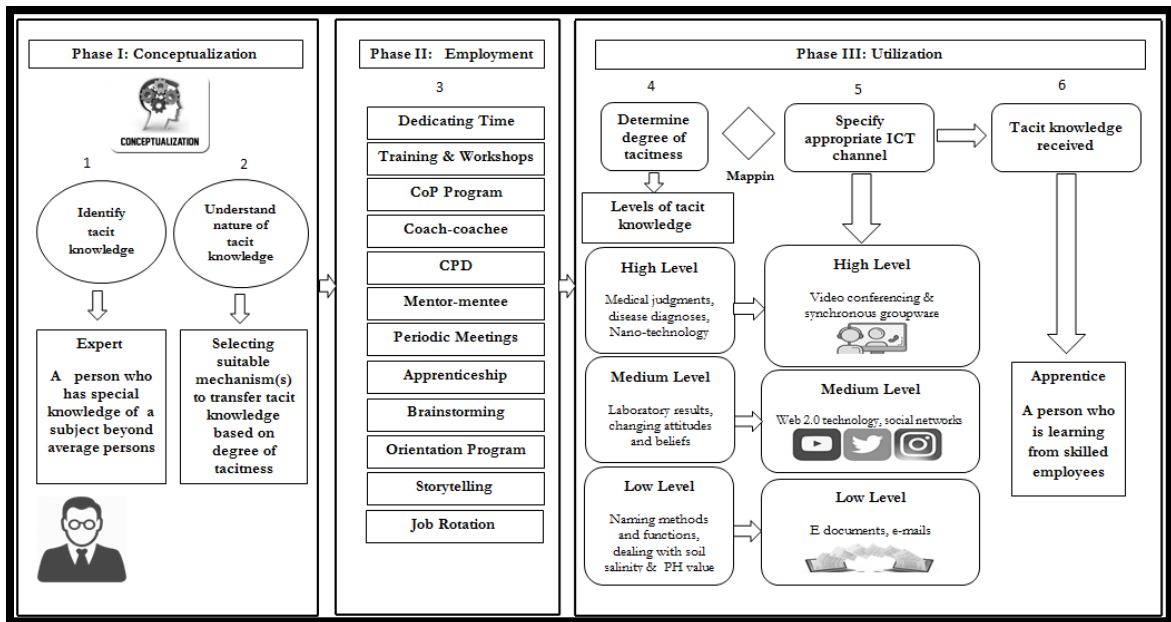 Phase I: Conceptualization
CONCEPTUALIZATION
1
2
Identify
tacit
knowledge
Understand
nature of
tacit
knowledge
Expert
A person who
has special
knowledge of a
subject beyond
average persons
Selecting
suitable
mechanism(s)
to transfer tacit
knowledge
based on
degree of
tacitness
Phase II: Employment
3
Dedicating Time
Training & Workshops
CoP Program
Coach-coachee
CPD
Mentor-mentee
Periodic Meetings
Apprenticeship
Brainstorming
Orientation Program
Storytelling
Job Rotation
Phase III: Utilization
4
5
6
Determine
degree of
tacitness
Mappin
Specify
appropriate ICT
channel
Tacit knowledge
received
Levels of tacit
knowledge
High Level
Medical judgments,
disease diagnoses,
Nano-technology
High Level
Video conferencing &
synchronous groupware
Medium Level
Laboratory results,
changing attitudes
and beliefs
Medium Level
Web 2.0 technology, social networks
Low Level
Naming methods
and functions,
dealing with soil
salinity & PH value
Low Level
E documents, e-mails
Apprentice
A person who
is learning
from skilled
employees